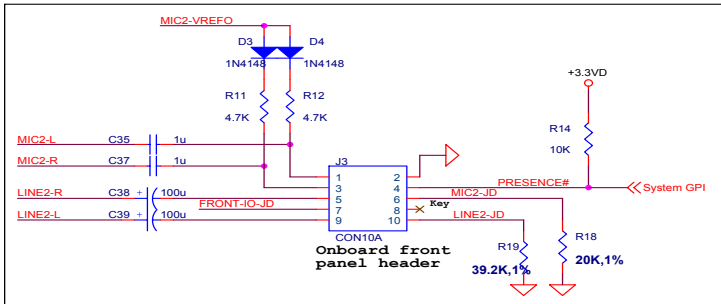 MIC2-VREFO
D3 D4
1N4148 1N4148
+3.3VD
R11 R12
4.7K 4.7K
R14
10K
MIC2-L C35 1u
MIC2-R C37 1u
J3
1 2
3 4 PRESENCE# System GPI
LINE2-R C38 + 100u 5 6 MIC2-JD
FRONT-IO-JD 7 8 Key
LINE2-L C39 + 100u 9 10 LINE2-JD
CON10A
Onboard front
panel header
R19
39.2K,1%
R18
20K,1%